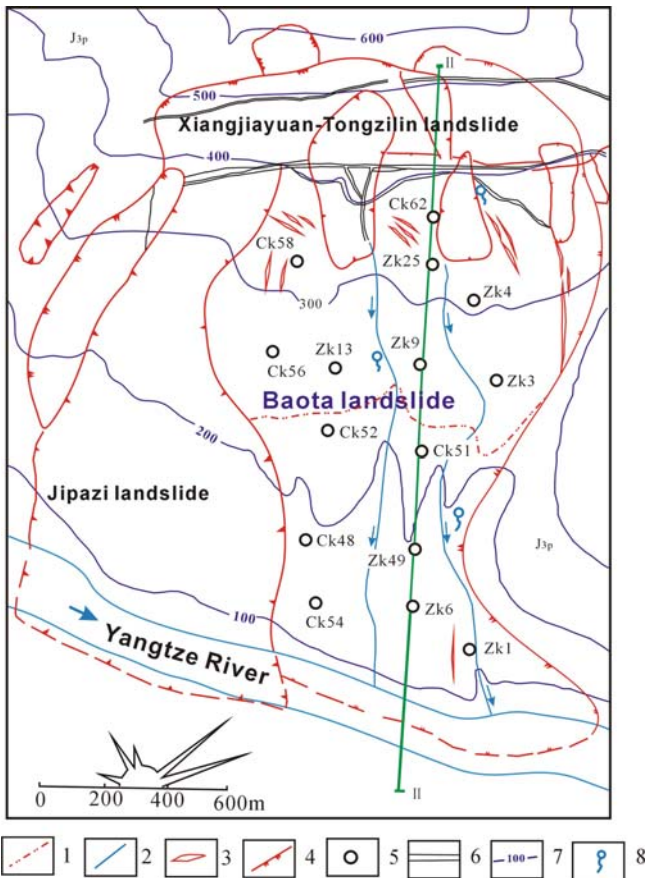 J3p
600
II
500
Xiangjiayuan-Tongzilin landslide
400
Ck62
Ck58
Zk25
Zk4
300
Zk9
Zk13
Ck56
Zk3
Baota landslide
200
Ck52
Ck51
Jipazi landslide
Ck48
J3p
Zk49
Ck54
Zk6
100
Zk1
Yangtze River
0 200 400 600m
II
1 2 3 4 5 6 100 7 8